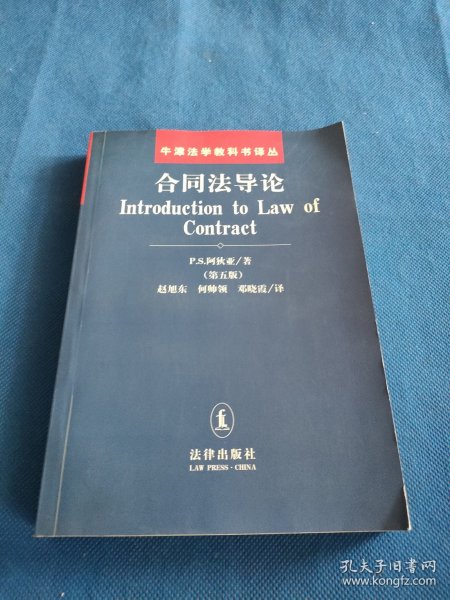 牛津法学教科书译丛
合同法导论
Introduction to Law of
Contract
P.S.阿狄亚/著
(第五版)
赵旭东 何帅领 邓晓霞/译
法律出版社
LAW PRESS·CHINA
孔夫子旧书网
www.kongfz.com